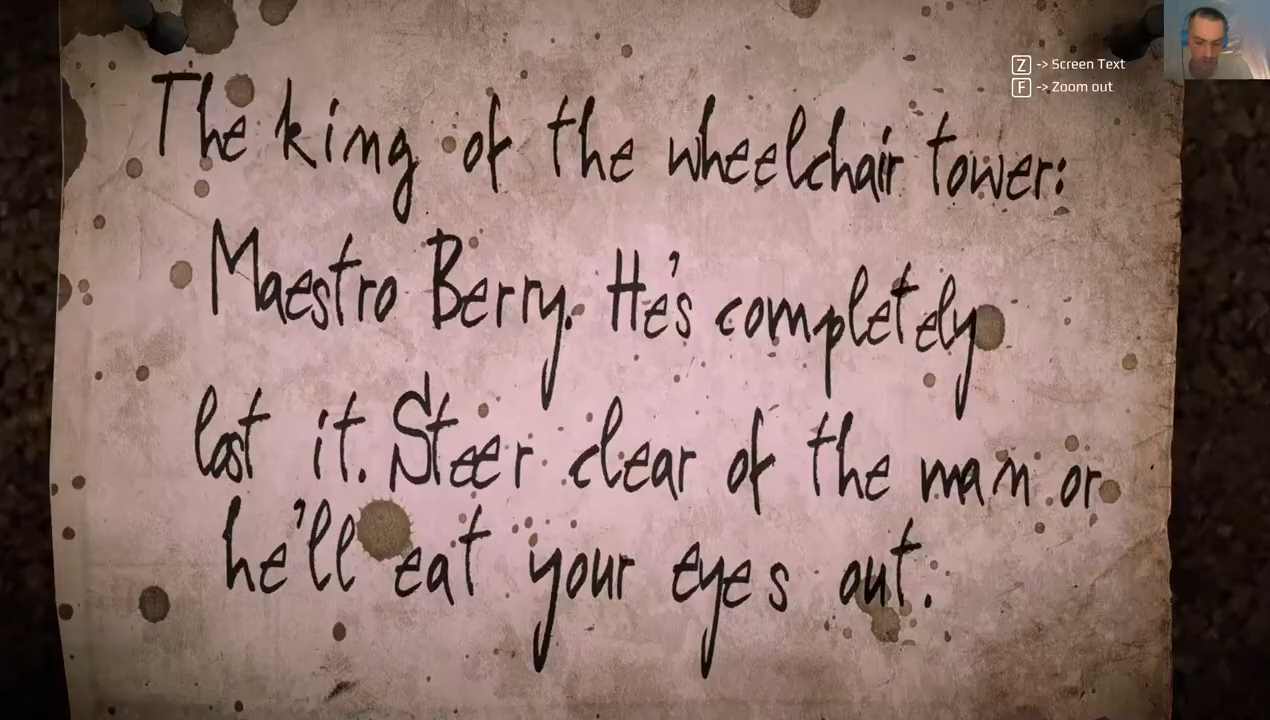 Z -> Screen Text
F -> Zoom out
The king of the wheelchair tower:
Maestro Berry. He's completely
lost it. Steer clear of the man or
he'll eat your eyes out.